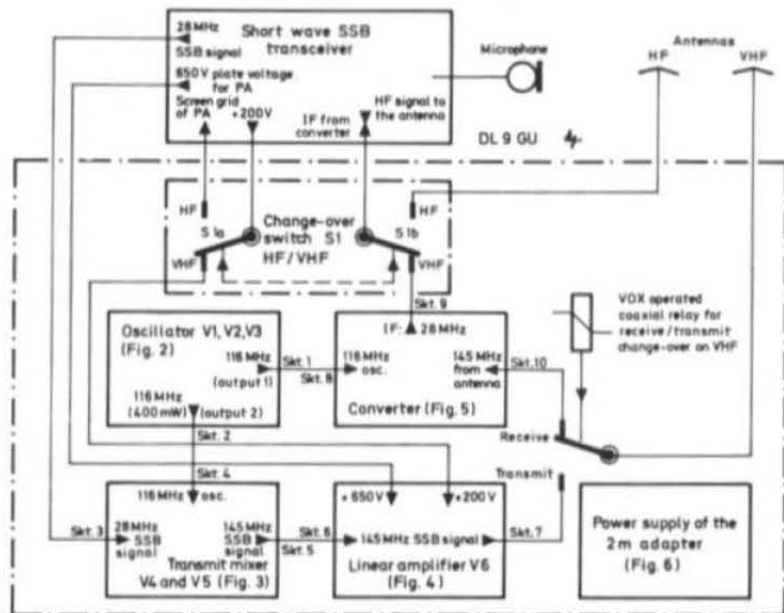 28MHz
SSB signal
Short wave SSB
transceiver
650V plate voltage
for PA
Screen grid
of PA
+200V
IF from
converter
HF signal to
the antenna
Microphone
Antennas
HF
VHF
DL 9 GU
HF
S1a
VHF
Change-over
switch S1
HF/VHF
HF
S1b
VHF
Skt. 9
Oscillator V1, V2, V3
(Fig. 2)
116 MHz
(output 1)
116 MHz
(400 mW) (output 2)
Skt. 1
Skt. 8
IF: 28 MHz
116 MHz
osc.
145 MHz
from
antenna
Converter (Fig. 5)
Skt. 10
VOX operated
coaxial relay for
receive/transmit
change-over on VHF
Receive
Transmit
Skt. 2
Skt. 4
Skt. 3
116 MHz osc.
28 MHz
SSB
signal
145 MHz
SSB
signal
Transmit mixer
V4 and V5 (Fig. 3)
Skt. 6
Skt. 5
+650V
+200V
145 MHz SSB signal
Linear amplifier V6
(Fig. 4)
Skt. 7
Power supply of the
2m adapter
(Fig. 6)